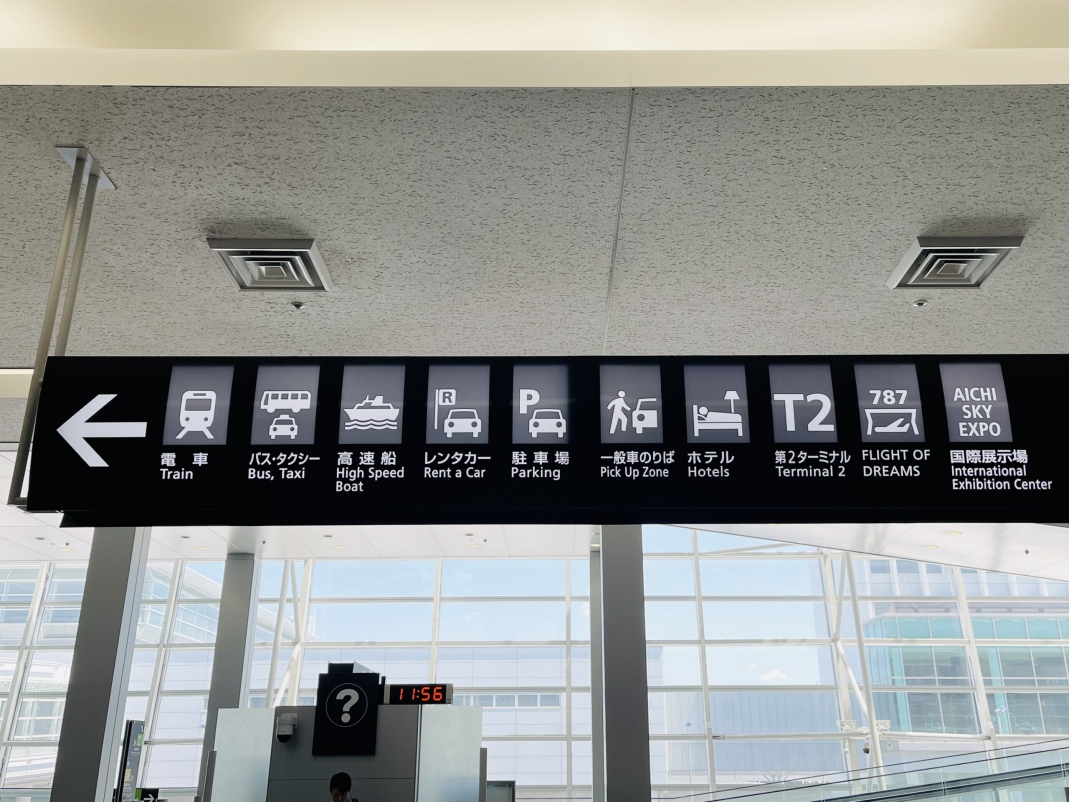 電車
Train
バス・タクシー
Bus, Taxi
高速船
High Speed
Boat
R
レンタカー
Rent a Car
P
駐車場
Parking
一般車のりば
Pick Up Zone
ホテル
Hotels
T2
第2ターミナル
Terminal 2
787
FLIGHT OF
DREAMS
AICHI
SKY
EXPO
国際展示場
International
Exhibition Center
?
11:56